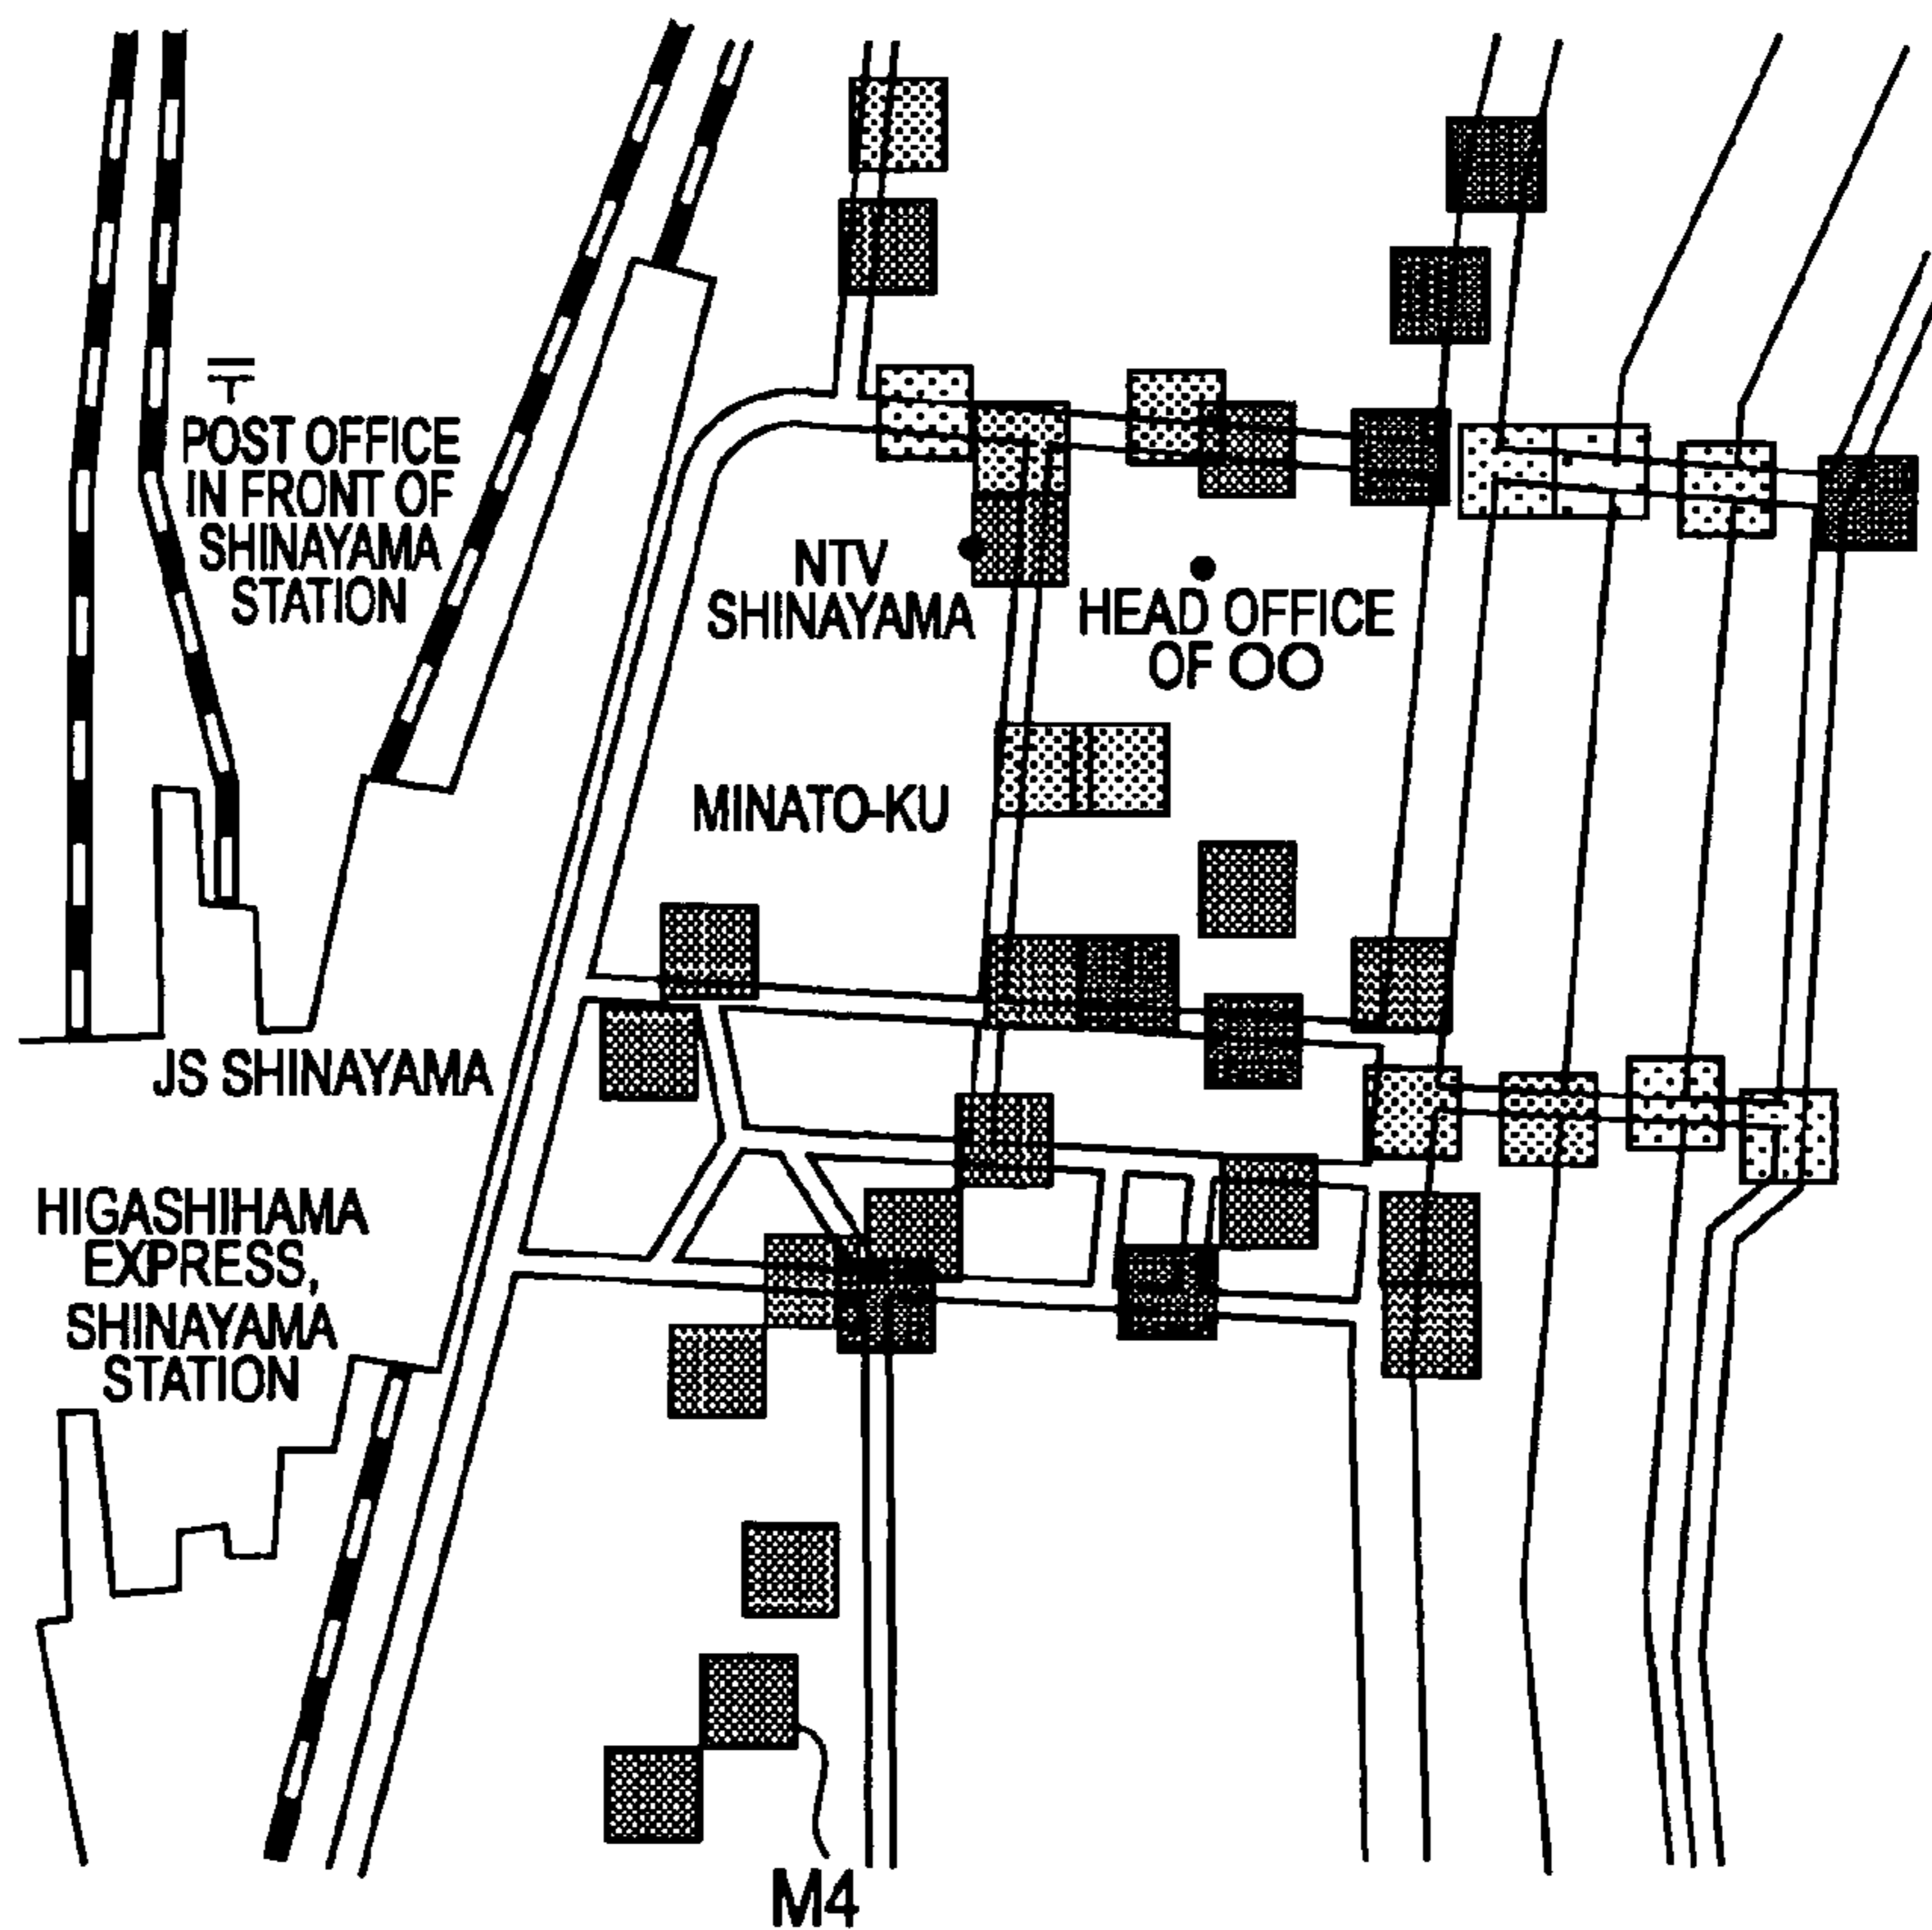 〒
POST OFFICE
IN FRONT OF
SHINAYAMA
STATION
NTV
SHINAYAMA
HEAD OFFICE
OF ○○
MINATO-KU
JS SHINAYAMA
HIGASHIHAMA
EXPRESS,
SHINAYAMA
STATION
M4